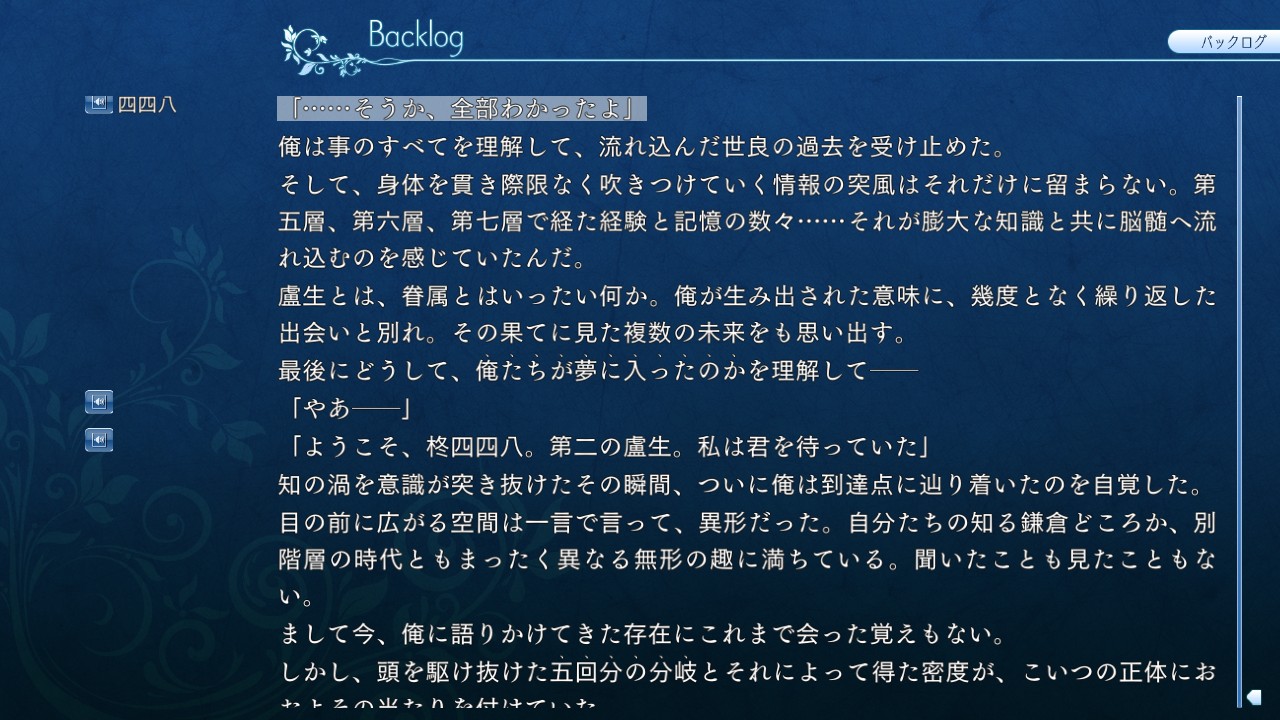 Backlog
バックログ
四四八
「……そうか、全部わかったよ」
俺は事のすべてを理解して、流れ込んだ世良の過去を受け止めた。
そして、身体を貫き際限なく吹きつけていく情報の突風はそれだけに留まらない。第
五層、第六層、第七層で経た経験と記憶の数々……それが膨大な知識と共に脳髄へ流
れ込むのを感じていたんだ。
盧生とは、眷属とはいったい何か。俺が生み出された意味に、幾度となく繰り返した
出会いと別れ。その果てに見た複数の未来をも思い出す。
最後にどうして、俺たちが夢に入ったのかを理解して――
「やあ――」
「ようこそ、柊四四八。第二の盧生。私は君を待っていた」
知の渦を意識が突き抜けたその瞬間、ついに俺は到達点に辿り着いたのを自覚した。
目の前に広がる空間は一言で言って、異形だった。自分たちの知る鎌倉どころか、別
階層の時代ともまったく異なる無形の趣に満ちている。聞いたことも見たこともな
い。
まして今、俺に語りかけてきた存在にこれまで会った覚えもない。
しかし、頭を駆け抜けた五回分の分岐とそれによって得た密度が、こいつの正体にお
およその当たりを付けていた